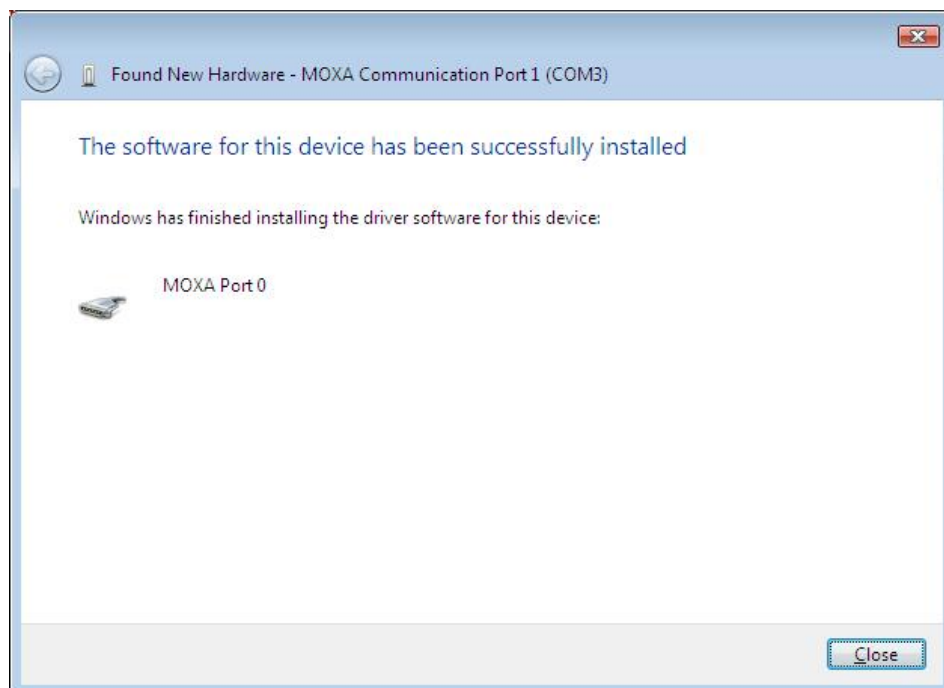 Found New Hardware - MOXA Communication Port 1 (COM3)
The software for this device has been successfully installed
Windows has finished installing the driver software for this device:
MOXA Port 0
Close